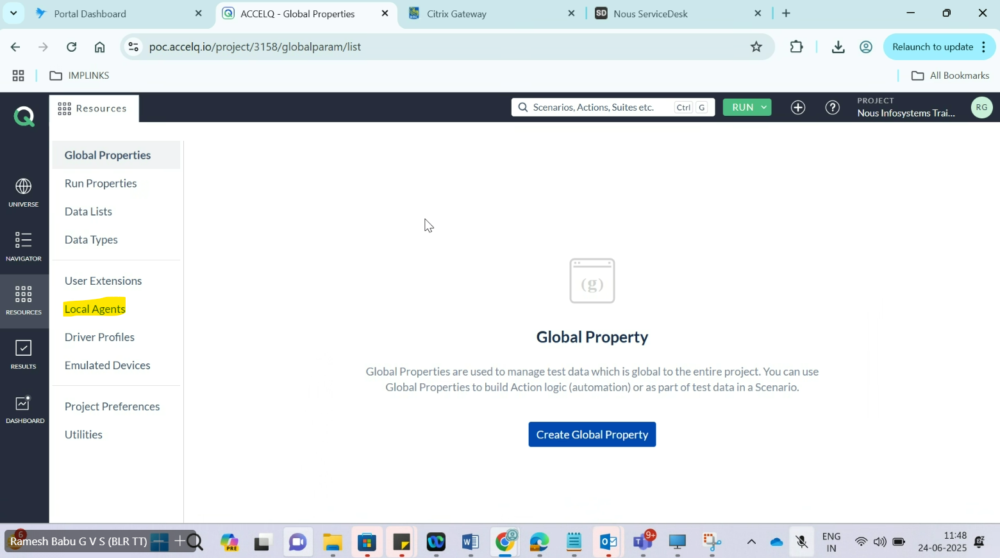 Portal Dashboard
ACCELQ - Global Properties
Citrix Gateway
SD Nous ServiceDesk
poc.accelq.io/project/3158/globalparam/list
Relaunch to update
IMPLINKS
All Bookmarks
Resources
Scenarios, Actions, Suites etc. Ctrl G
RUN
PROJECT
Nous Infosystems Trai...
RG
UNIVERSE
NAVIGATOR
RESOURCES
RESULTS
DASHBOARD
Global Properties
Run Properties
Data Lists
Data Types
User Extensions
Local Agents
Driver Profiles
Emulated Devices
Project Preferences
Utilities
(g)
Global Property
Global Properties are used to manage test data which is global to the entire project. You can use
Global Properties to build Action logic (automation) or as part of test data in a Scenario.
Create Global Property
6
Ramesh Babu G V S (BLR TT)
PRE
9+
ENG
IN
11:48
24-06-2025